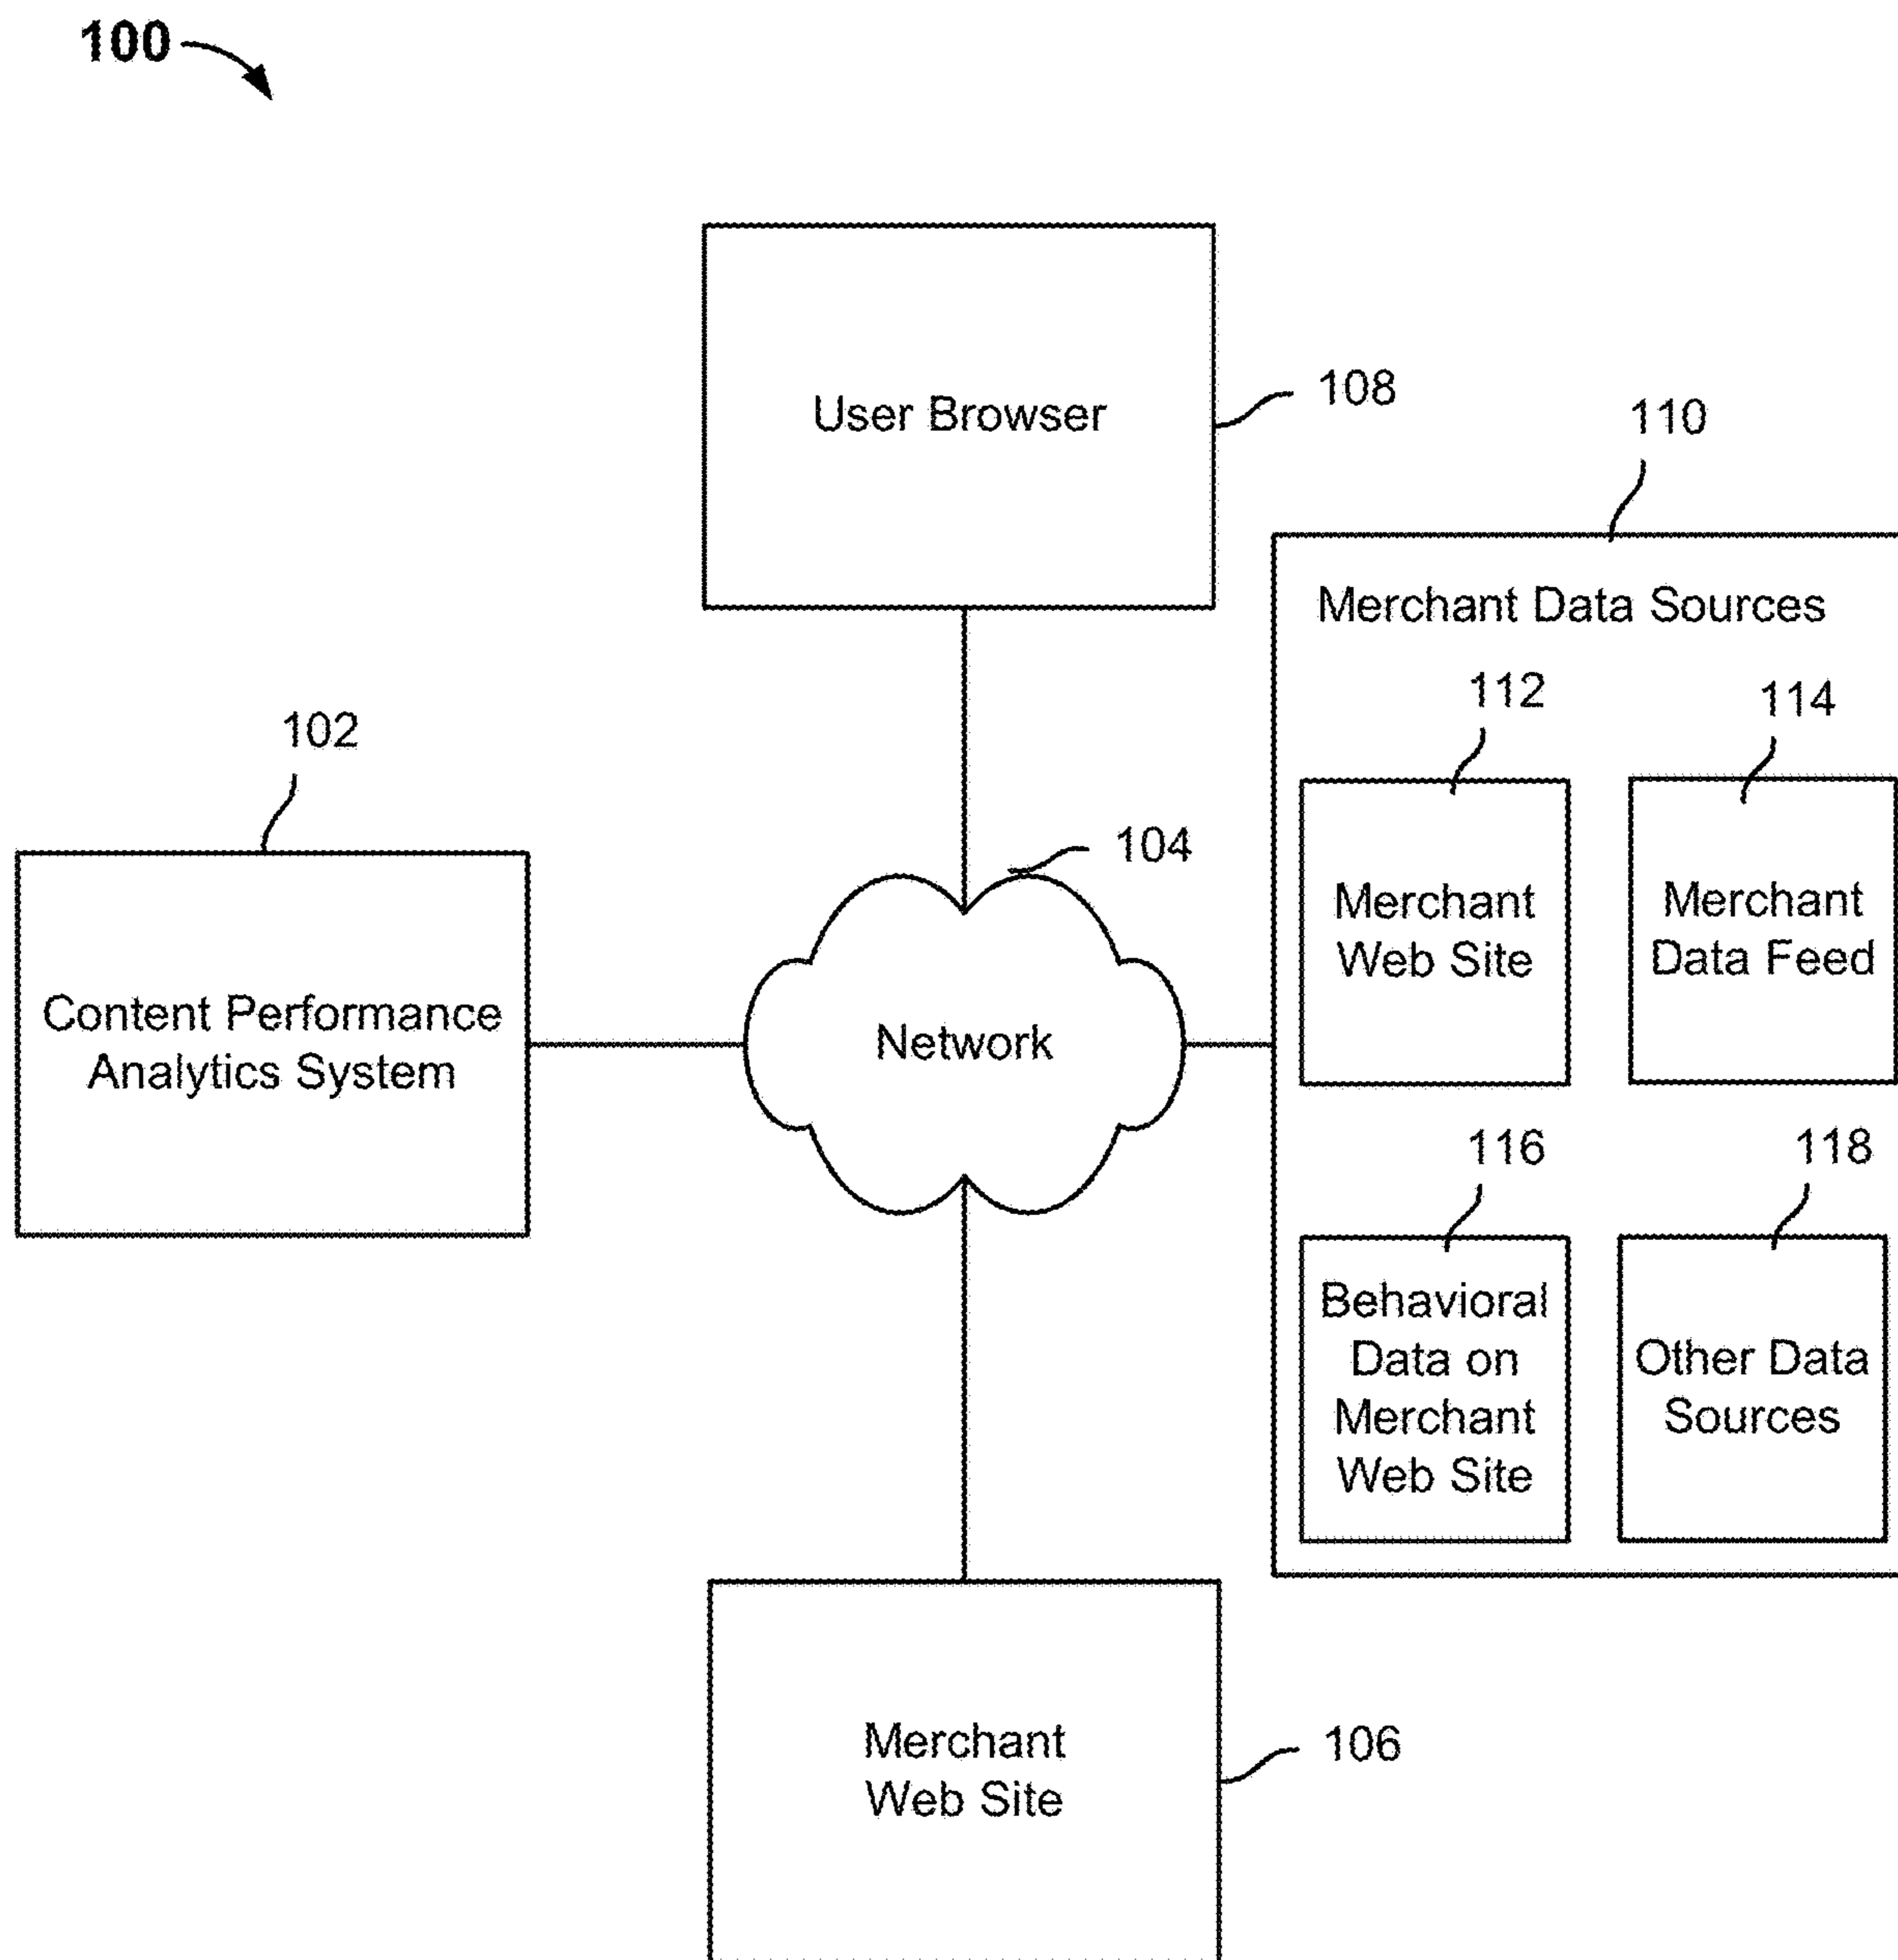 100
User Browser
108
110
Merchant Data Sources
112
114
102
104
Merchant
Web Site
Merchant
Data Feed
Content Performance
Analytics System
Network
116
118
Behavioral
Data on
Merchant
Web Site
Other Data
Sources
Merchant
Web Site
106